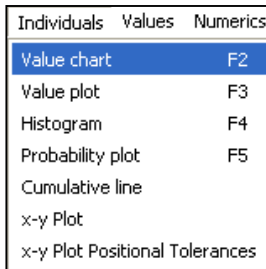 Individuals Values Numerics
Value chart F2
Value plot F3
Histogram F4
Probability plot F5
Cumulative line
x-y Plot
x-y Plot Positional Tolerances